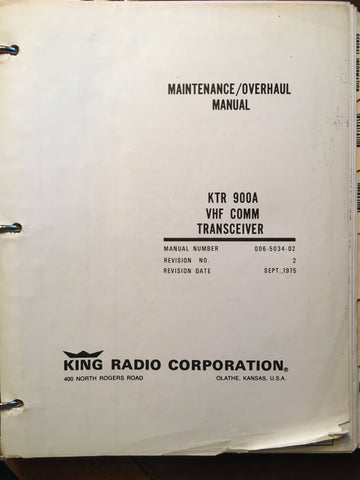 MAINTENANCE/OVERHAUL
MANUAL
KTR 900A
VHF COMM
TRANSCEIVER
MANUAL NUMBER 006-5034-02
REVISION NO. 2
REVISION DATE SEPT.,1975
KING RADIO CORPORATION®
400 NORTH ROGERS ROAD OLATHE, KANSAS, U.S.A.